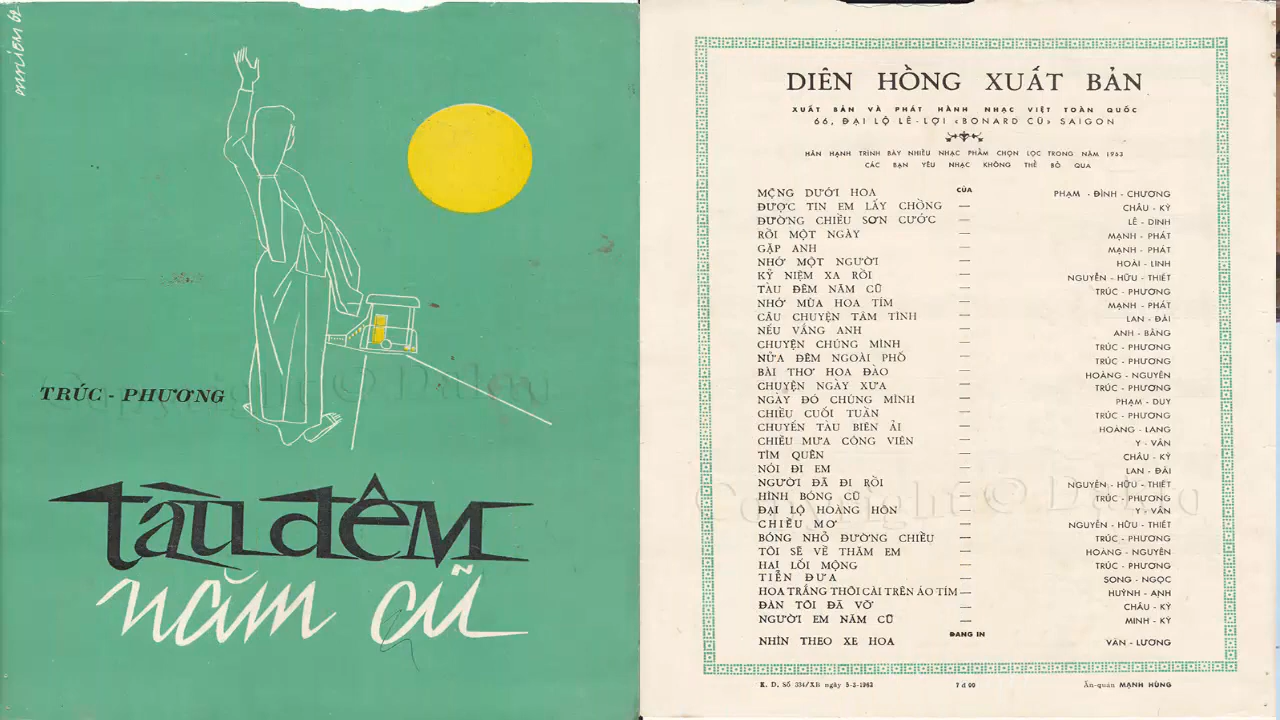 TRÚC - PHƯƠNG
tàu đêm
năm cũ
DIÊN HỒNG XUẤT BẢN
XUẤT BẢN VÀ PHÁT HÀNH NHẠC VIỆT TOÀN QUỐC
66, ĐẠI LỘ LÊ - LỢI «BONARD CŨ» SAIGON
HÂN HẠNH TRÌNH BÀY NHIỀU NHẠC PHẨM CHỌN LỌC TRONG NĂM 1963
CÁC BẠN YÊU NHẠC KHÔNG THỂ BỎ QUA
MỘNG DƯỚI HOA CỦA PHẠM - ĐÌNH - CHƯƠNG
ĐƯỢC TIN EM LẤY CHỒNG — CHÂU - KỲ
ĐƯỜNG CHIỀU SƠN CƯỚC — LÊ - DINH
RỒI MỘT NGÀY — MẠNH - PHÁT
GẶP ANH — MẠNH - PHÁT
NHỚ MỘT NGƯỜI — HOÀI - LINH
KỶ NIỆM XA RỒI — NGUYỄN - HỮU - THIẾT
TÀU ĐÊM NĂM CŨ — TRÚC - PHƯƠNG
NHỚ MÙA HOA TÍM — MẠNH - PHÁT
CÂU CHUYỆN TÂM TÌNH — LAN - ĐÀI
NẾU VẮNG ANH — ANH - BẰNG
CHUYỆN CHÚNG MÌNH — TRÚC - PHƯƠNG
NỬA ĐÊM NGOÀI PHỐ — TRÚC - PHƯƠNG
BÀI THƠ HOA ĐÀO — HOÀNG - NGUYÊN
CHUYỆN NGÀY XƯA — TRÚC - PHƯƠNG
NGÀY ĐÓ CHÚNG MÌNH — PHẠM - DUY
CHIỀU CUỐI TUẦN — TRÚC - PHƯƠNG
CHUYẾN TÀU BIÊN ẢI — HOÀNG - LANG
CHIỀU MƯA CÔNG VIÊN — Y - VÂN
TÌM QUÊN — CHÂU - KỲ
NÓI ĐI EM — LAN - ĐÀI
NGƯỜI ĐÃ ĐI RỒI — NGUYỄN - HỮU - THIẾT
HÌNH BÓNG CŨ — TRÚC - PHƯƠNG
ĐẠI LỘ HOÀNG HÔN — Y - VÂN
CHIỀU MƠ — NGUYỄN - HỮU - THIẾT
BÓNG NHỎ ĐƯỜNG CHIỀU — TRÚC - PHƯƠNG
TÔI SẼ VỀ THĂM EM — HOÀNG - NGUYÊN
HAI LỐI MỘNG — TRÚC - PHƯƠNG
TIỄN ĐƯA — SONG - NGỌC
HOA TRẮNG THÔI CÀI TRÊN ÁO TÍM — HUỲNH - ANH
ĐÀN TÔI ĐÃ VỠ — CHÂU - KỲ
NGƯỜI EM NĂM CŨ — MINH - KỲ
ĐANG IN
NHÌN THEO XE HOA VĂN - LƯƠNG
K. D. Số 334/XB ngày 5-3-1963 7 đ 00 Ấn-quán MẠNH HÙNG
Copyright © Dilou